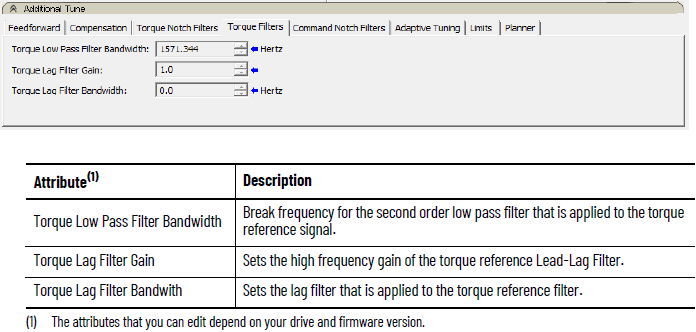 Additional Tune
Feedforward Compensation Torque Notch Filters Torque Filters Command Notch Filters Adaptive Tuning Limits Planner
Torque Low Pass Filter Bandwidth: 1571.344 Hertz
Torque Lag Filter Gain: 1.0
Torque Lag Filter Bandwidth: 0.0 Hertz
Attribute(1) Description
Torque Low Pass Filter Bandwidth Break frequency for the second order low pass filter that is applied to the torque
reference signal.
Torque Lag Filter Gain Sets the high frequency gain of the torque reference Lead-Lag Filter.
Torque Lag Filter Bandwith Sets the lag filter that is applied to the torque reference filter.
(1) The attributes that you can edit depend on your drive and firmware version.